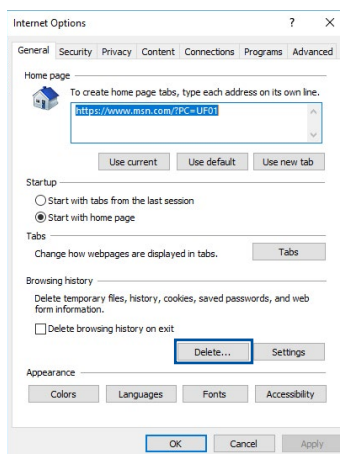 Internet Options ? ×
General Security Privacy Content Connections Programs Advanced
Home page
To create home page tabs, type each address on its own line.
https://www.msn.com/?PC=UF01
Use current Use default Use new tab
Startup
Start with tabs from the last session
Start with home page
Tabs
Change how webpages are displayed in tabs. Tabs
Browsing history
Delete temporary files, history, cookies, saved passwords, and web
form information.
Delete browsing history on exit
Delete... Settings
Appearance
Colors Languages Fonts Accessibility
OK Cancel Apply